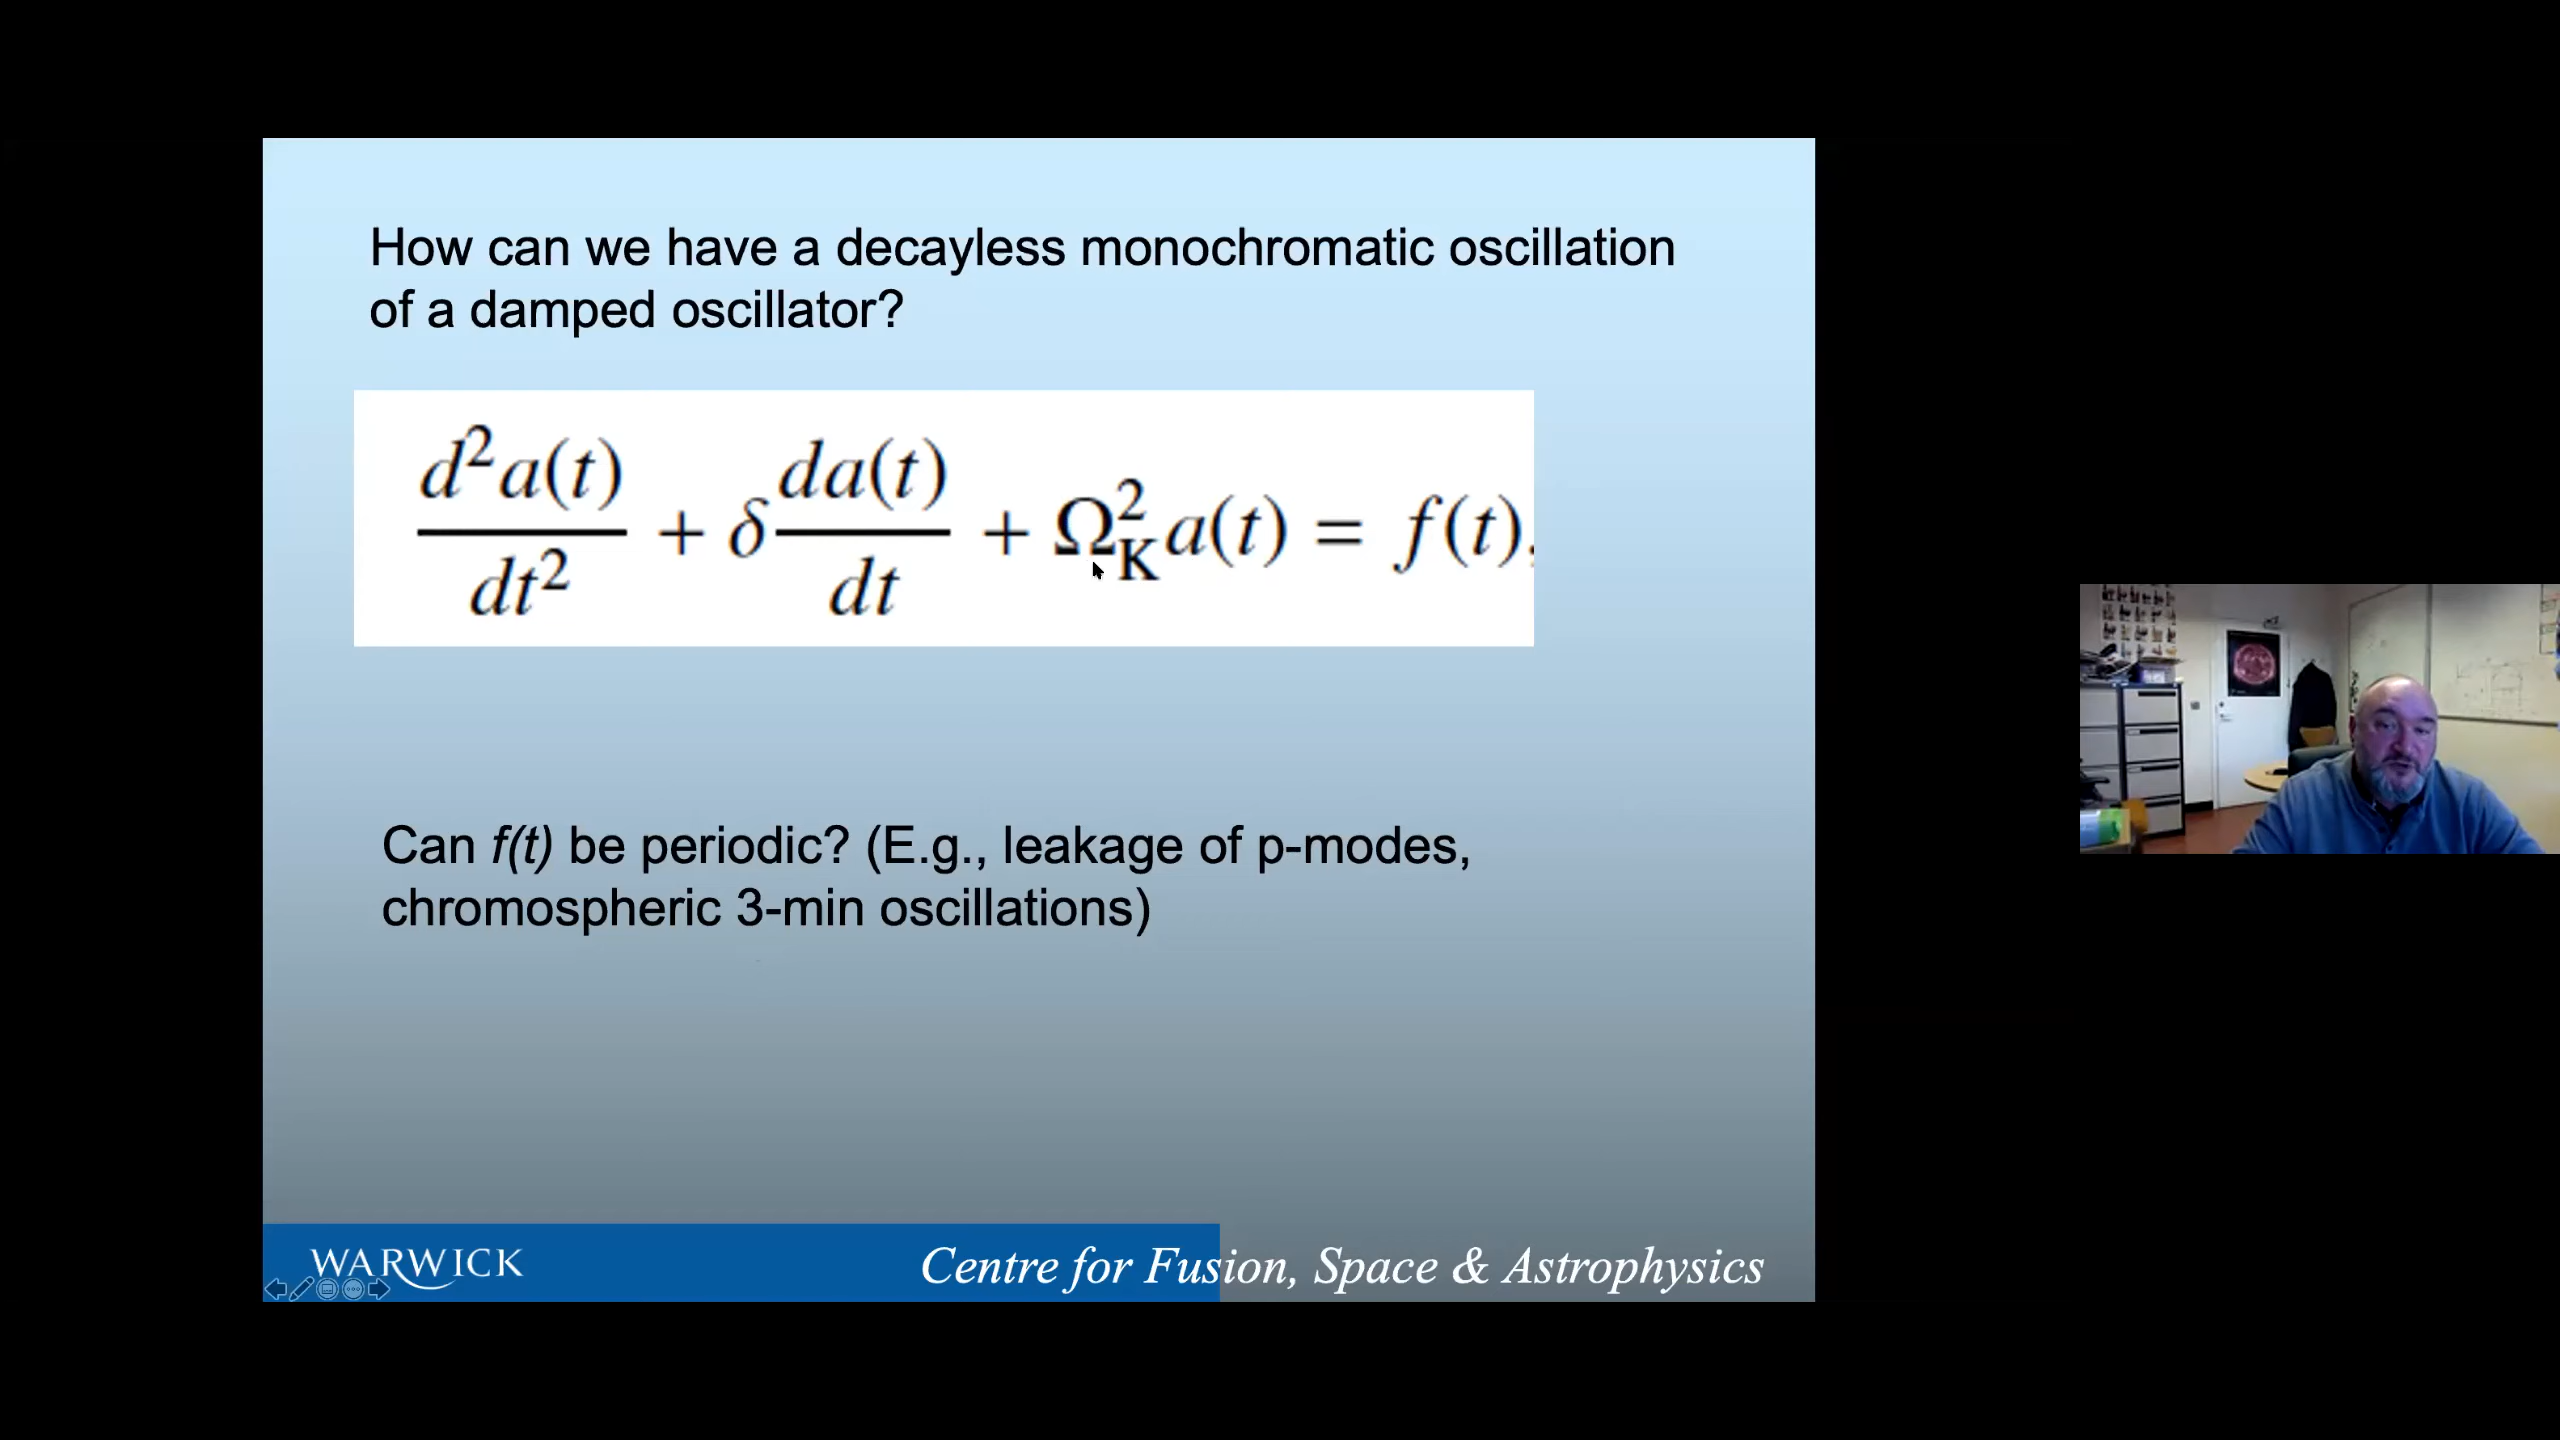 How can we have a decayless monochromatic oscillation
of a damped oscillator?
d²a(t)/dt² + δ da(t)/dt + Ω_K² a(t) = f(t),
Can f(t) be periodic? (E.g., leakage of p-modes,
chromospheric 3-min oscillations)
WARWICK
Centre for Fusion, Space & Astrophysics